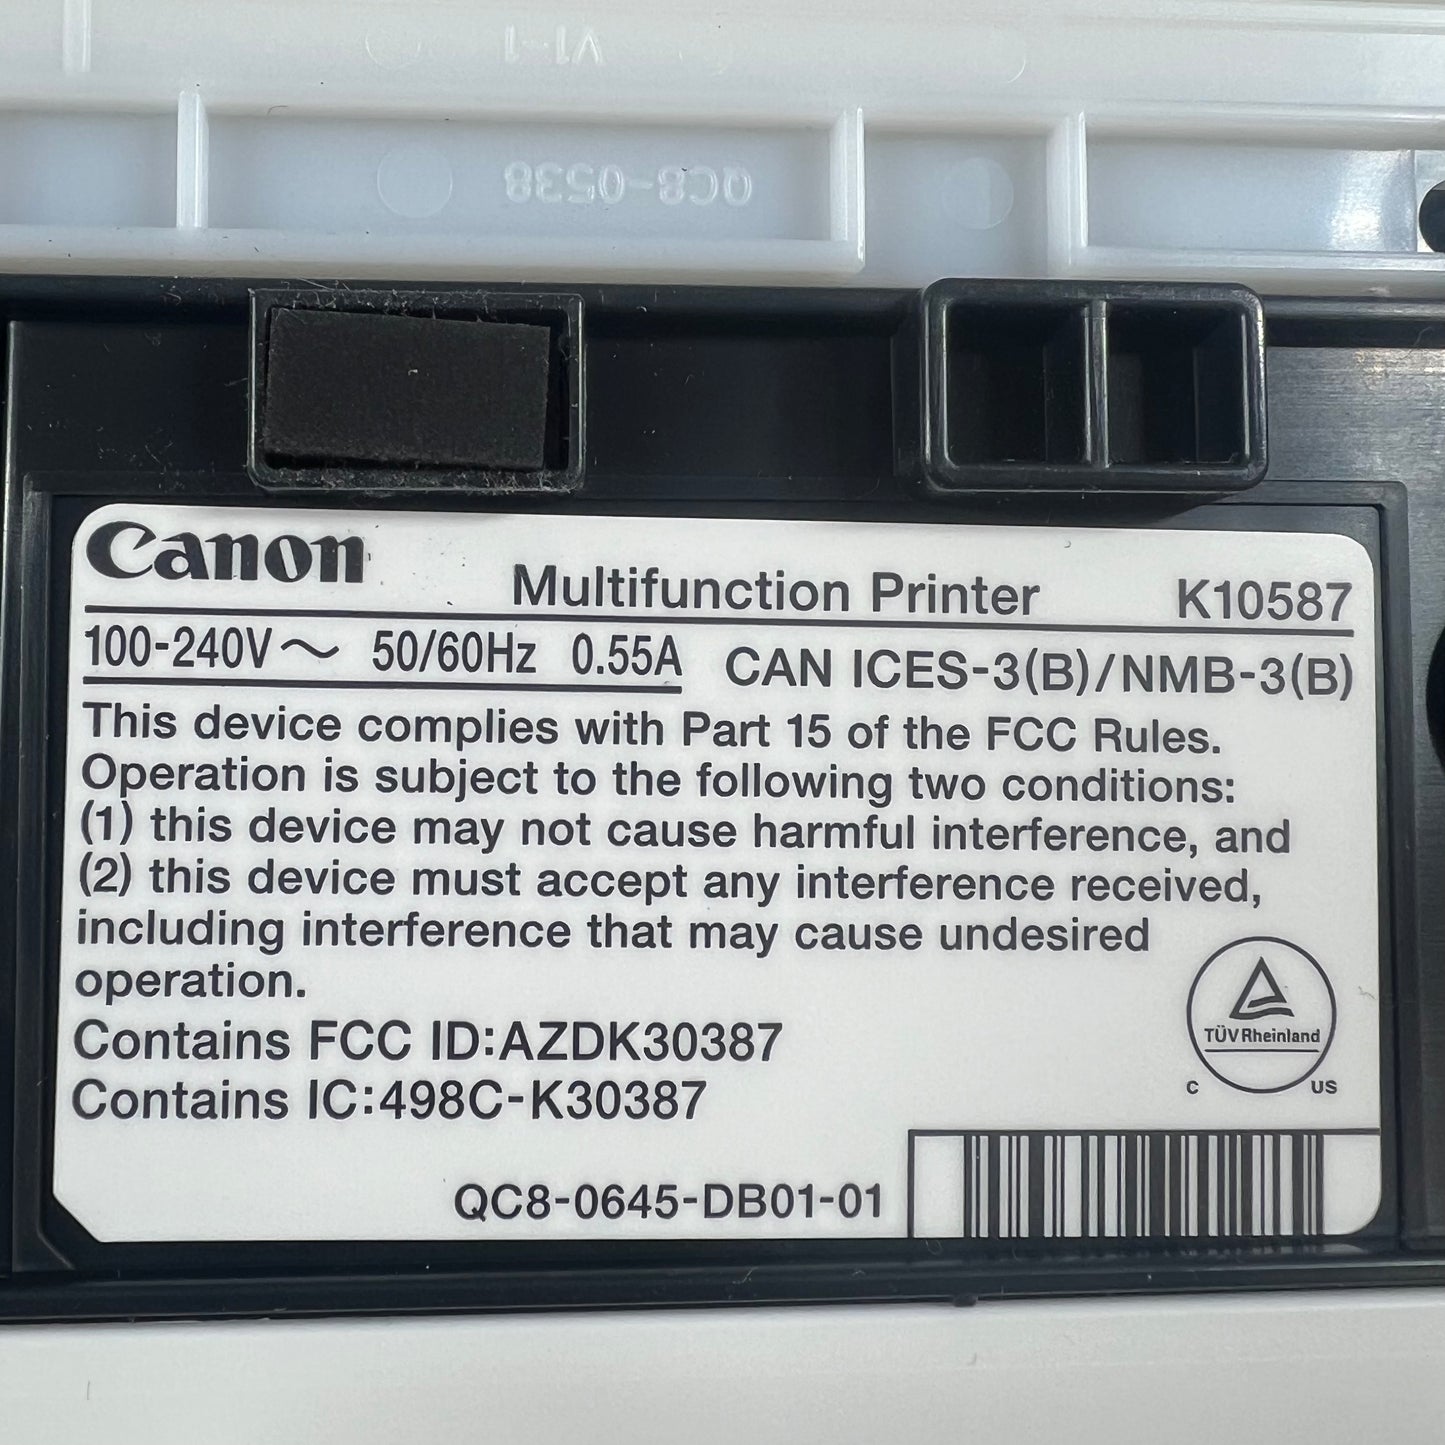 V1-1
QC8-0538
Canon
Multifunction Printer K10587
100-240V～ 50/60Hz 0.55A CAN ICES-3(B)/NMB-3(B)
This device complies with Part 15 of the FCC Rules.
Operation is subject to the following two conditions:
(1) this device may not cause harmful interference, and
(2) this device must accept any interference received,
including interference that may cause undesired
operation.
Contains FCC ID:AZDK30387
Contains IC:498C-K30387
TÜVRheinland
C US
QC8-0645-DB01-01